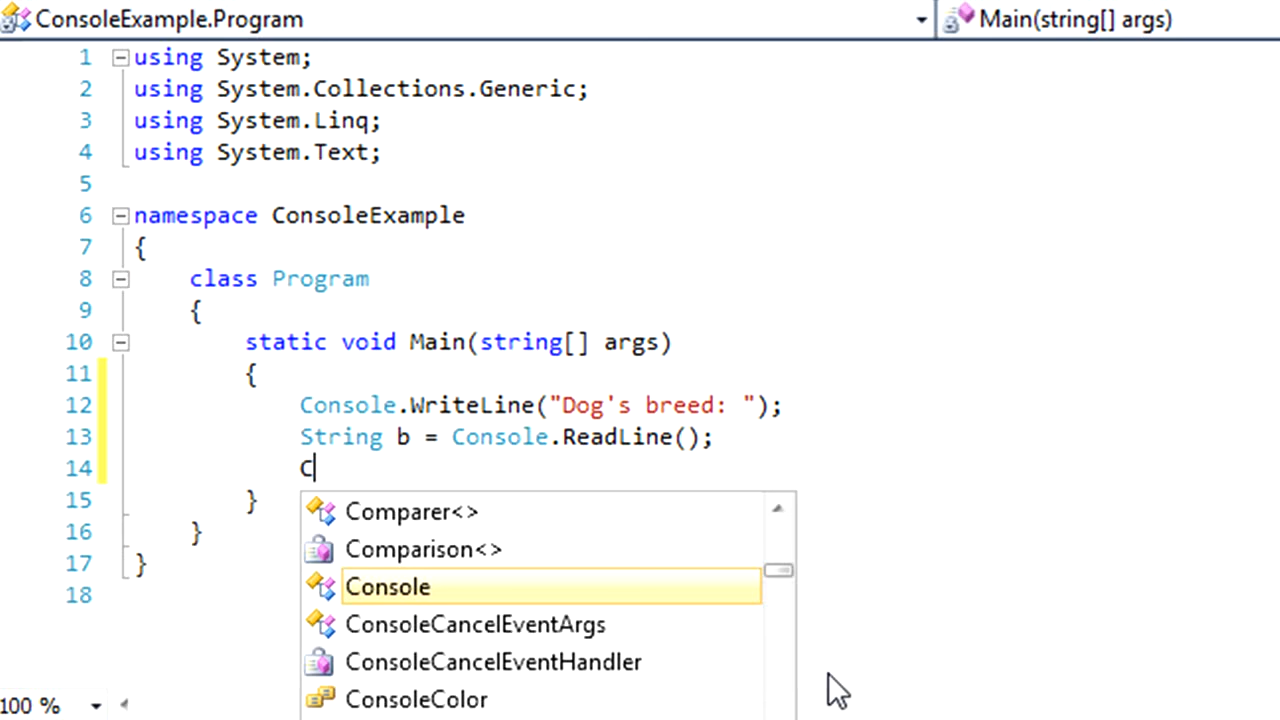 ConsoleExample.Program Main(string[] args)
1 using System;
2 using System.Collections.Generic;
3 using System.Linq;
4 using System.Text;
5
6 namespace ConsoleExample
7 {
8 class Program
9 {
10 static void Main(string[] args)
11 {
12 Console.WriteLine("Dog's breed: ");
13 String b = Console.ReadLine();
14 C
15 }
16 }
17 }
18
Comparer<>
Comparison<>
Console
ConsoleCancelEventArgs
ConsoleCancelEventHandler
ConsoleColor
100 %